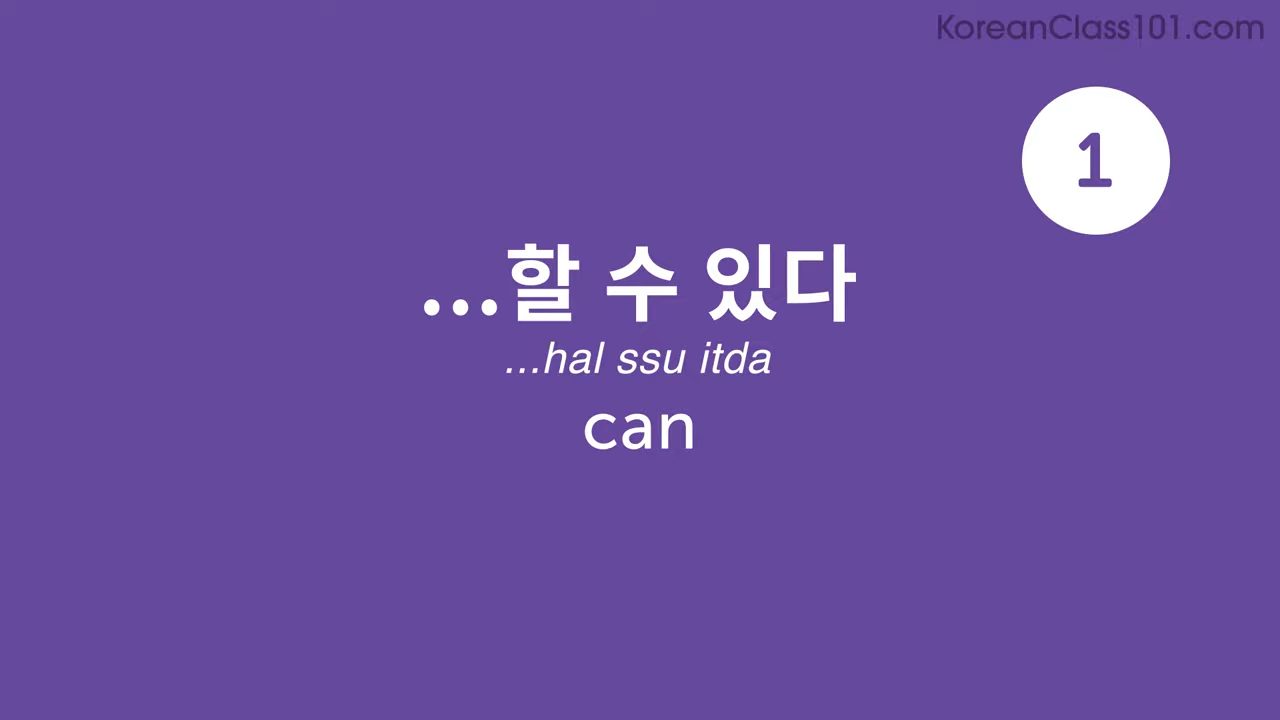 KoreanClass101.com
1
...할 수 있다
...hal ssu itda
can